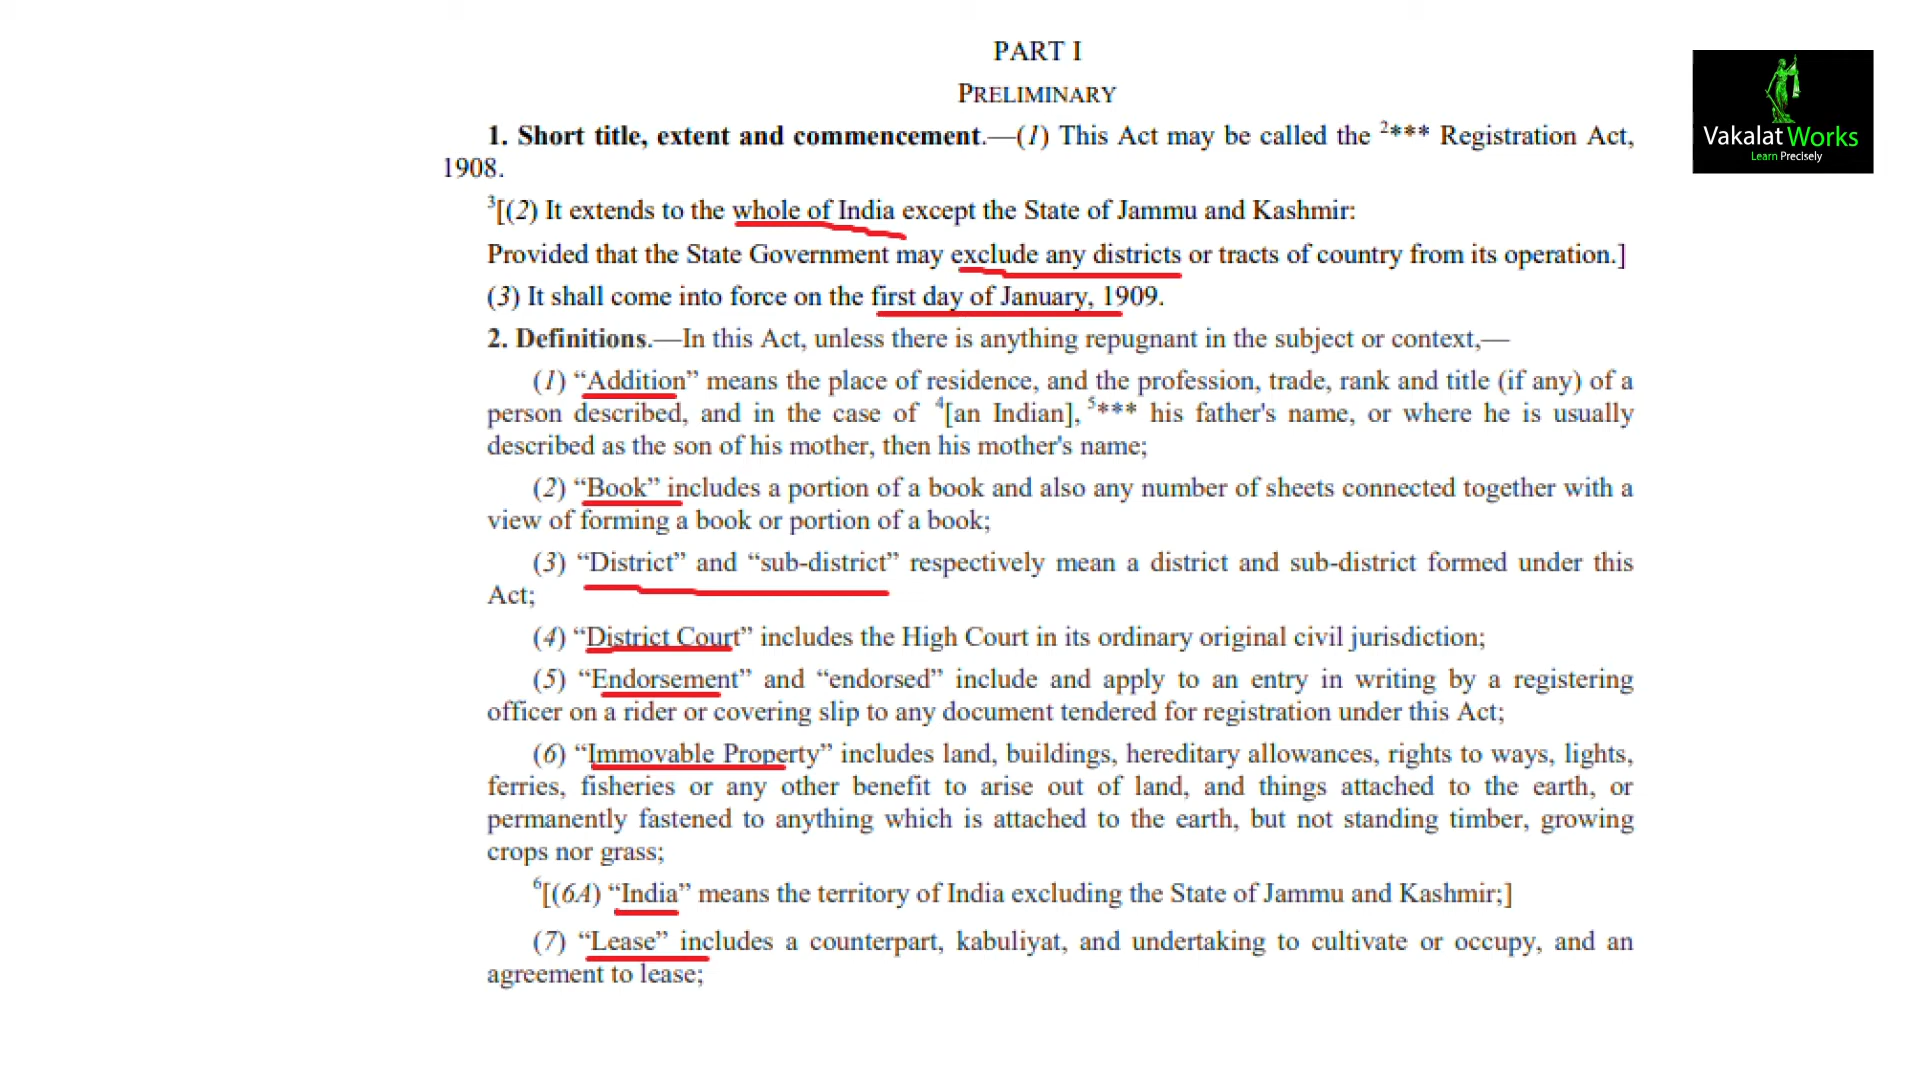 PART I
PRELIMINARY
1. Short title, extent and commencement.—(1) This Act may be called the 2*** Registration Act,
1908.
3[(2) It extends to the whole of India except the State of Jammu and Kashmir:
Provided that the State Government may exclude any districts or tracts of country from its operation.]
(3) It shall come into force on the first day of January, 1909.
2. Definitions.—In this Act, unless there is anything repugnant in the subject or context,—
(1) “Addition” means the place of residence, and the profession, trade, rank and title (if any) of a
person described, and in the case of 4[an Indian], 5*** his father's name, or where he is usually
described as the son of his mother, then his mother's name;
(2) “Book” includes a portion of a book and also any number of sheets connected together with a
view of forming a book or portion of a book;
(3) “District” and “sub-district” respectively mean a district and sub-district formed under this
Act;
(4) “District Court” includes the High Court in its ordinary original civil jurisdiction;
(5) “Endorsement” and “endorsed” include and apply to an entry in writing by a registering
officer on a rider or covering slip to any document tendered for registration under this Act;
(6) “Immovable Property” includes land, buildings, hereditary allowances, rights to ways, lights,
ferries, fisheries or any other benefit to arise out of land, and things attached to the earth, or
permanently fastened to anything which is attached to the earth, but not standing timber, growing
crops nor grass;
6[(6A) “India” means the territory of India excluding the State of Jammu and Kashmir;]
(7) “Lease” includes a counterpart, kabuliyat, and undertaking to cultivate or occupy, and an
agreement to lease;
Vakalat Works
Learn Precisely